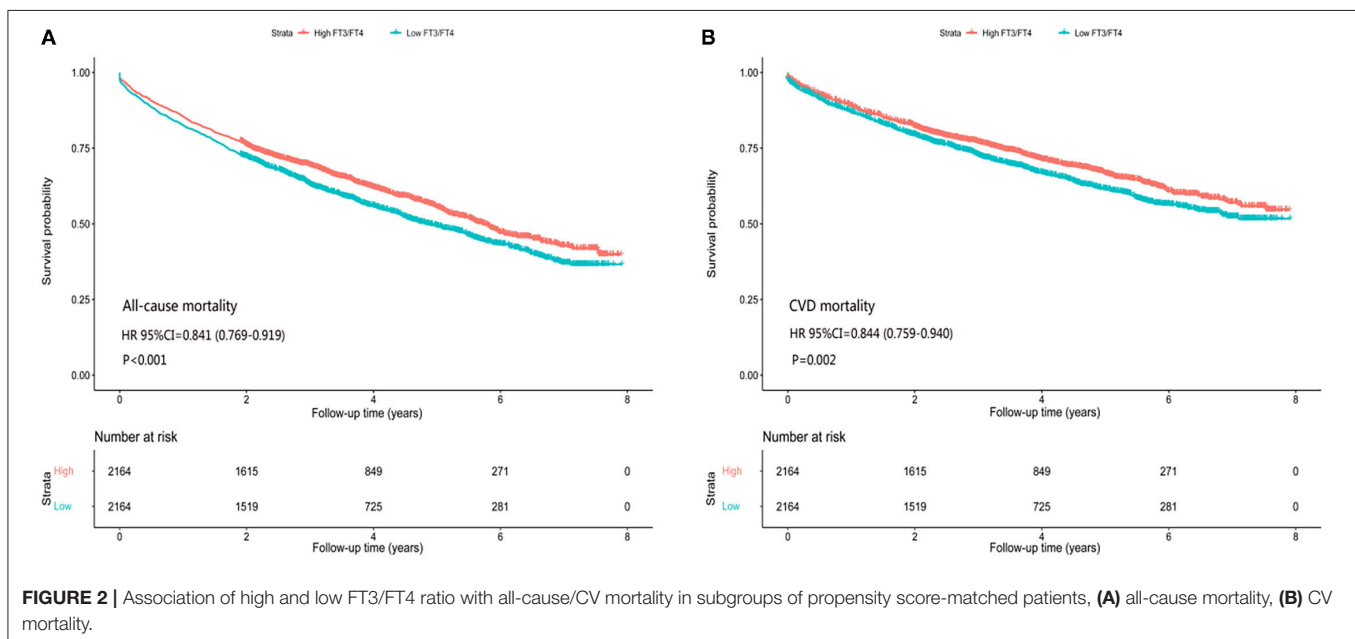 A
Strata High FT3/FT4 Low FT3/FT4
1.00
0.75
0.50
0.25
0.00
Survival probability
All-cause mortality
HR 95%CI=0.841 (0.769-0.919)
P<0.001
0 2 4 6 8
Follow-up time (years)
Number at risk
Strata
High 2164 1615 849 271 0
Low 2164 1519 725 281 0
0 2 4 6 8
Follow-up time (years)
B
Strata High FT3/FT4 Low FT3/FT4
1.00
0.75
0.50
0.25
0.00
Survival probability
CVD mortality
HR 95%CI=0.844 (0.759-0.940)
P=0.002
0 2 4 6 8
Follow-up time (years)
Number at risk
Strata
High 2164 1615 849 271 0
Low 2164 1519 725 281 0
0 2 4 6 8
Follow-up time (years)
FIGURE 2 | Association of high and low FT3/FT4 ratio with all-cause/CV mortality in subgroups of propensity score-matched patients, (A) all-cause mortality, (B) CV
mortality.